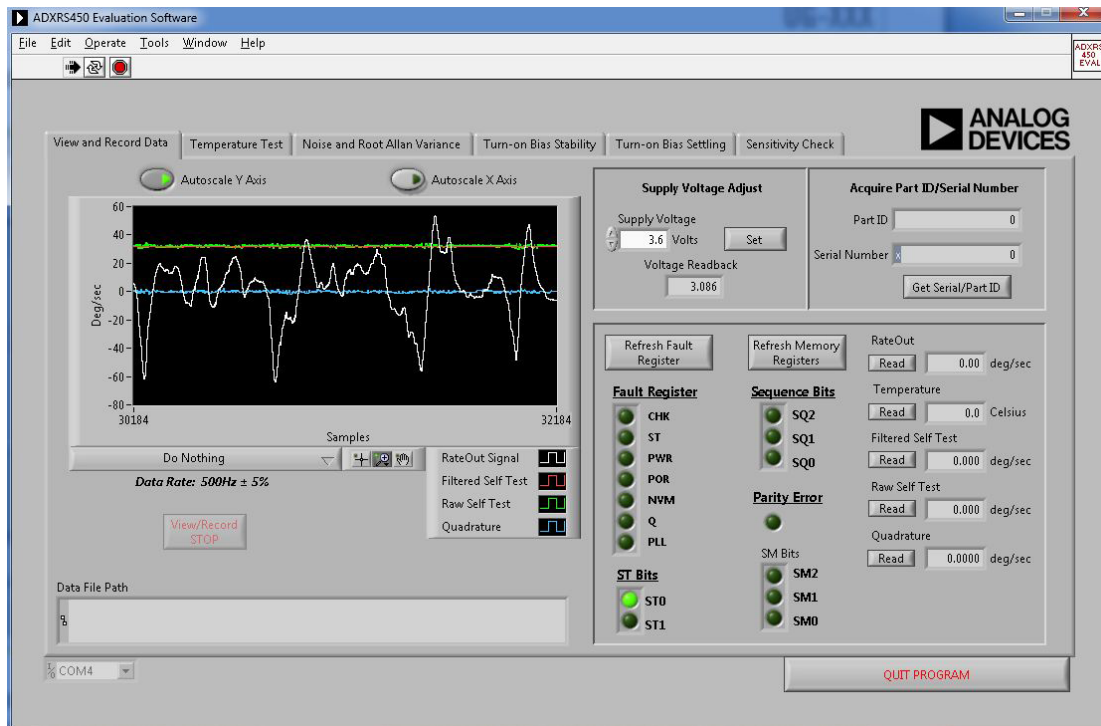 UG-XXX
ADXRS450 Evaluation Software
File Edit Operate Tools Window Help
ADXRS
450
EVAL
ANALOG
DEVICES
View and Record Data Temperature Test Noise and Root Allan Variance Turn-on Bias Stability Turn-on Bias Settling Sensitivity Check
Autoscale Y Axis Autoscale X Axis
60
40
20
0
-20
-40
-60
-80
Deg/sec
30184 32184
Samples
Do Nothing
Data Rate: 500Hz ± 5%
RateOut Signal
Filtered Self Test
Raw Self Test
Quadrature
View/Record
STOP
Data File Path
Supply Voltage Adjust
Supply Voltage
3.6 Volts Set
Voltage Readback
3.086
Acquire Part ID/Serial Number
Part ID 0
Serial Number x 0
Get Serial/Part ID
Refresh Fault
Register
Refresh Memory
Registers
Fault Register
CHK
ST
PWR
POR
NVM
Q
PLL
ST Bits
ST0
ST1
Sequence Bits
SQ2
SQ1
SQ0
Parity Error
SM Bits
SM2
SM1
SM0
RateOut
Read 0.00 deg/sec
Temperature
Read 0.0 Celsius
Filtered Self Test
Read 0.000 deg/sec
Raw Self Test
Read 0.000 deg/sec
Quadrature
Read 0.0000 deg/sec
COM4
QUIT PROGRAM